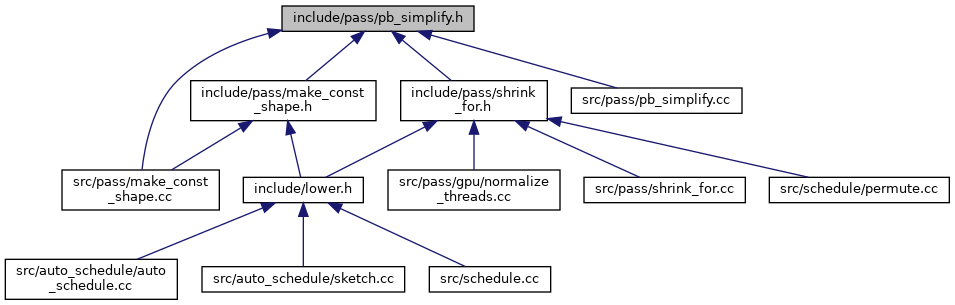 include/pass/pb_simplify.h
include/pass/make_const
_shape.h
include/pass/shrink
_for.h
src/pass/pb_simplify.cc
src/pass/make_const
_shape.cc
include/lower.h
src/pass/gpu/normalize
_threads.cc
src/pass/shrink_for.cc
src/schedule/permute.cc
src/auto_schedule/auto
_schedule.cc
src/auto_schedule/sketch.cc
src/schedule.cc